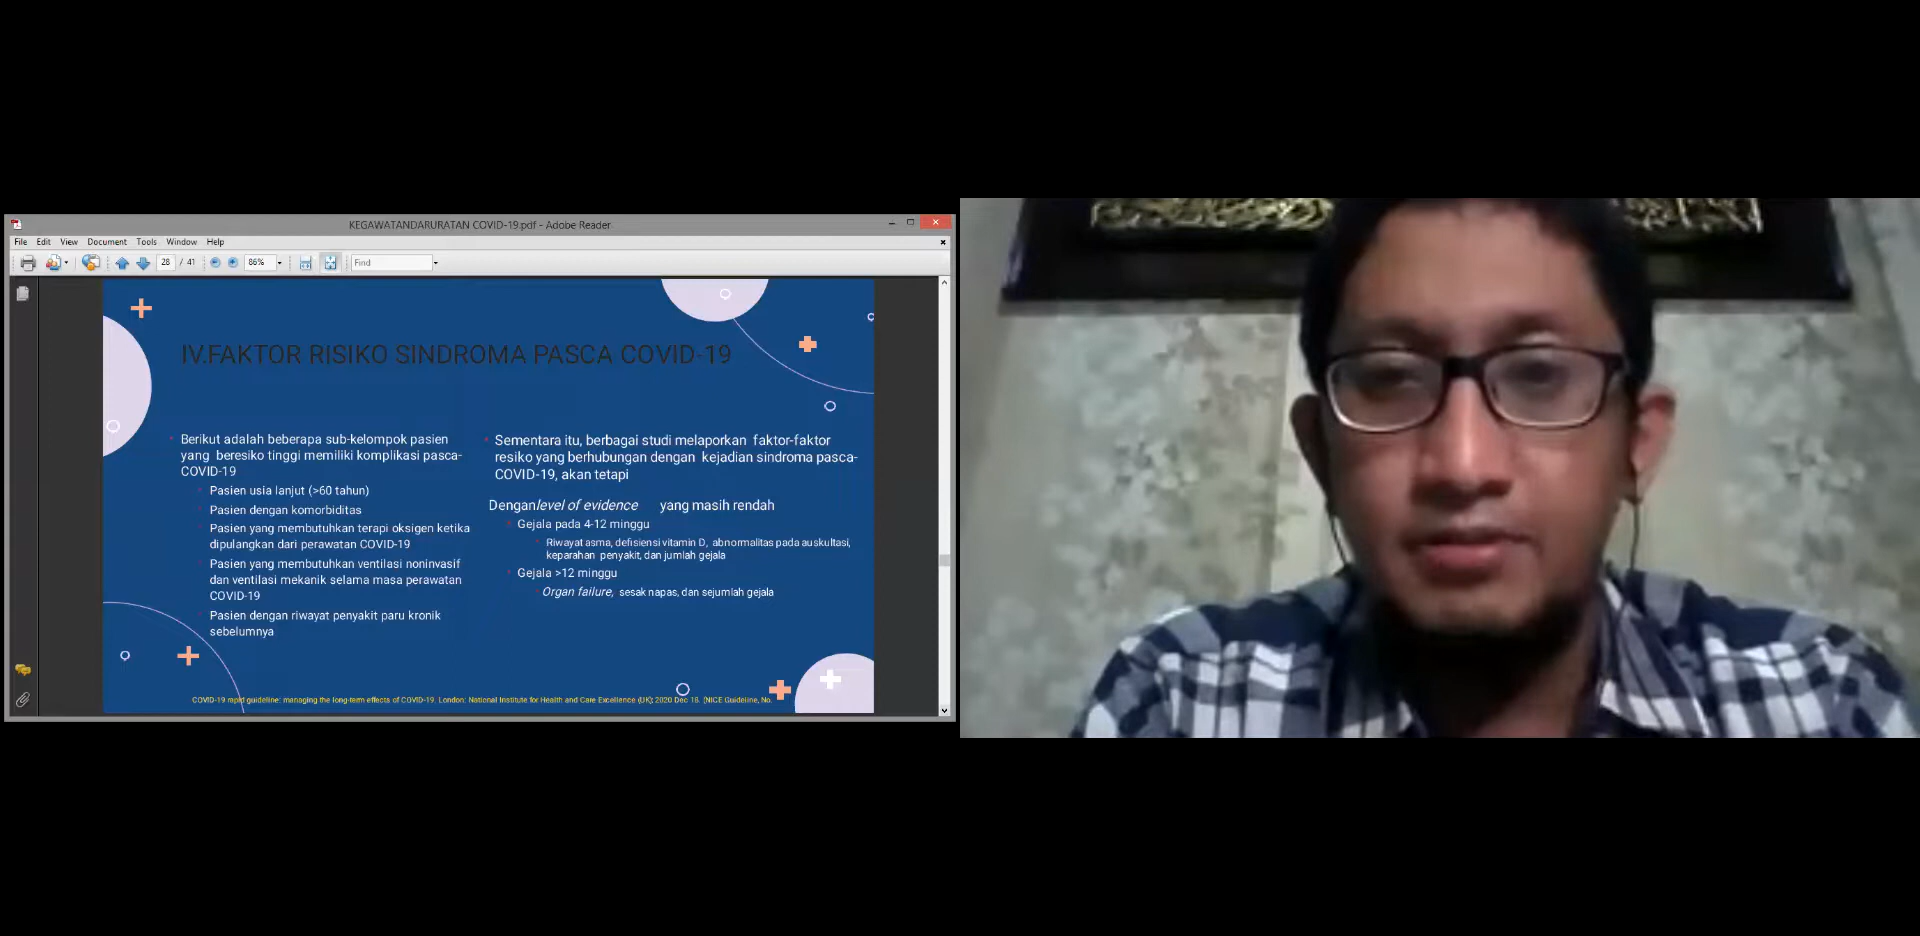 KEGAWATANDARURATAN COVID-19.pdf - Adobe Reader
File Edit View Document Tools Window Help
28 / 41 86% Find
IV.FAKTOR RISIKO SINDROMA PASCA COVID-19
Berikut adalah beberapa sub-kelompok pasien
yang beresiko tinggi memiliki komplikasi pasca-
COVID-19
Pasien usia lanjut (>60 tahun)
Pasien dengan komorbiditas
Pasien yang membutuhkan terapi oksigen ketika
dipulangkan dari perawatan COVID-19
Pasien yang membutuhkan ventilasi noninvasif
dan ventilasi mekanik selama masa perawatan
COVID-19
Pasien dengan riwayat penyakit paru kronik
sebelumnya
Sementara itu, berbagai studi melaporkan faktor-faktor
resiko yang berhubungan dengan kejadian sindroma pasca-
COVID-19, akan tetapi
Denganlevel of evidence yang masih rendah
Gejala pada 4-12 minggu
Riwayat asma, defisiensi vitamin D, abnormalitas pada auskultasi,
keparahan penyakit, dan jumlah gejala
Gejala >12 minggu
Organ failure, sesak napas, dan sejumlah gejala
COVID-19 rapid guideline: managing the long-term effects of COVID-19. London: National Institute for Health and Care Excellence (UK); 2020 Dec 18. (NICE Guideline, No.